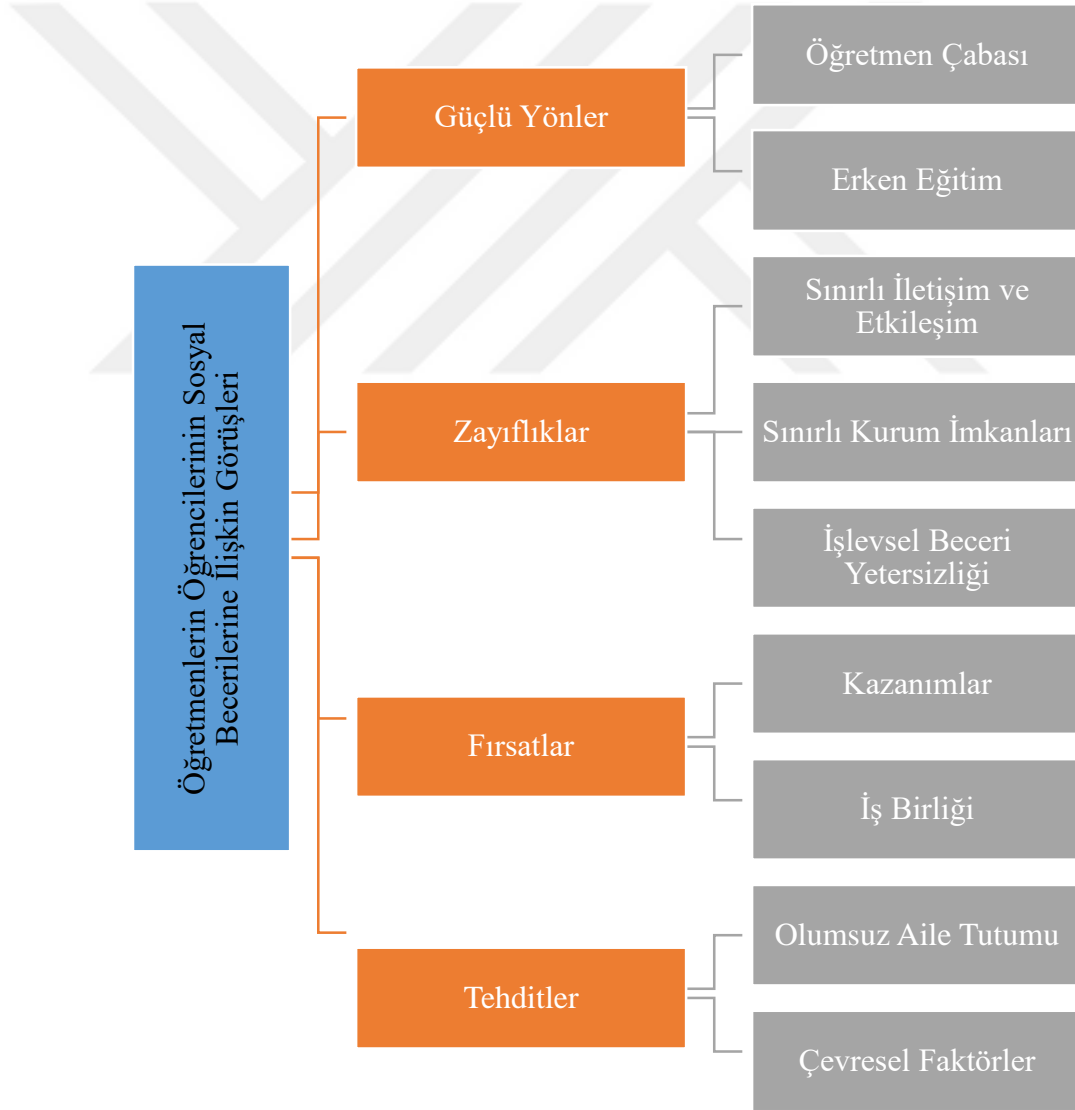 Öğretmenlerin Öğrencilerinin Sosyal
Becerilerine İlişkin Görüşleri
Güçlü Yönler
Öğretmen Çabası
Erken Eğitim
Zayıflıklar
Sınırlı İletişim ve
Etkileşim
Sınırlı Kurum İmkanları
İşlevsel Beceri
Yetersizliği
Fırsatlar
Kazanımlar
İş Birliği
Tehditler
Olumsuz Aile Tutumu
Çevresel Faktörler